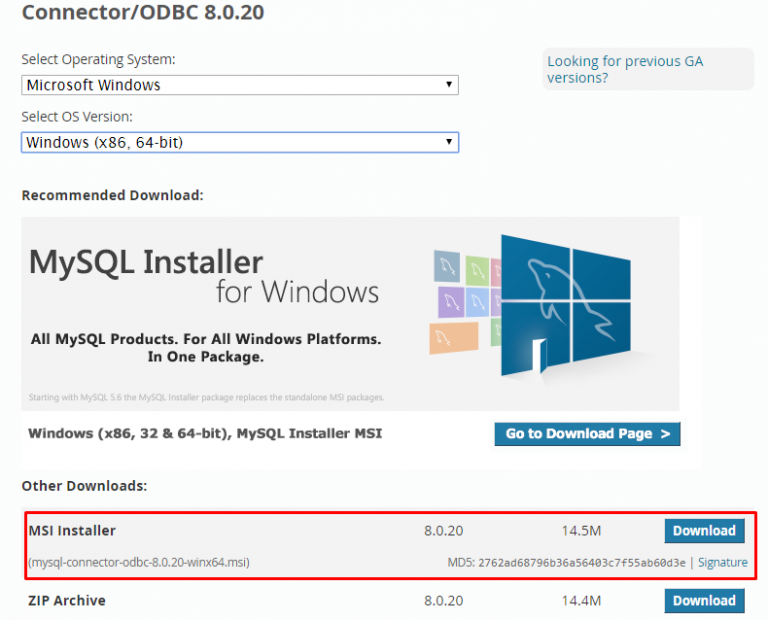 Connector/ODBC 8.0.20
Select Operating System:
Looking for previous GA
versions?
Microsoft Windows
Select OS Version:
Windows (x86, 64-bit)
Recommended Download:
MySQL Installer
for Windows
All MySQL Products. For All Windows Platforms.
In One Package.
Starting with MySQL 5.6 the MySQL Installer package replaces the standalone MSI packages.
Windows (x86, 32 & 64-bit), MySQL Installer MSI
Go to Download Page >
Other Downloads:
MSI Installer 8.0.20 14.5M Download
(mysql-connector-odbc-8.0.20-winx64.msi) MD5: 2762ad68796b36a56403c7f55ab60d3e | Signature
ZIP Archive 8.0.20 14.4M Download